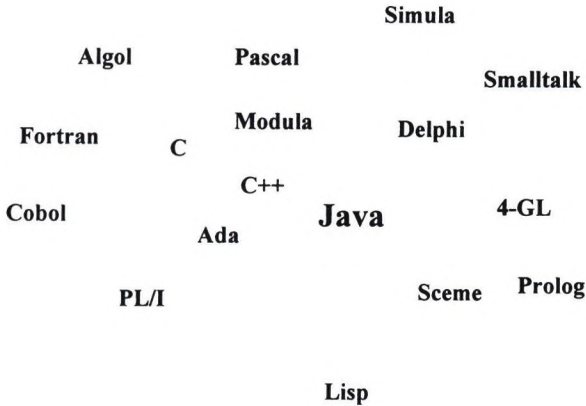 Simula
Algol
Pascal
Smalltalk
Modula
Delphi
Fortran
C
C++
Cobol
Java
4-GL
Ada
PL/I
Sceme
Prolog
Lisp